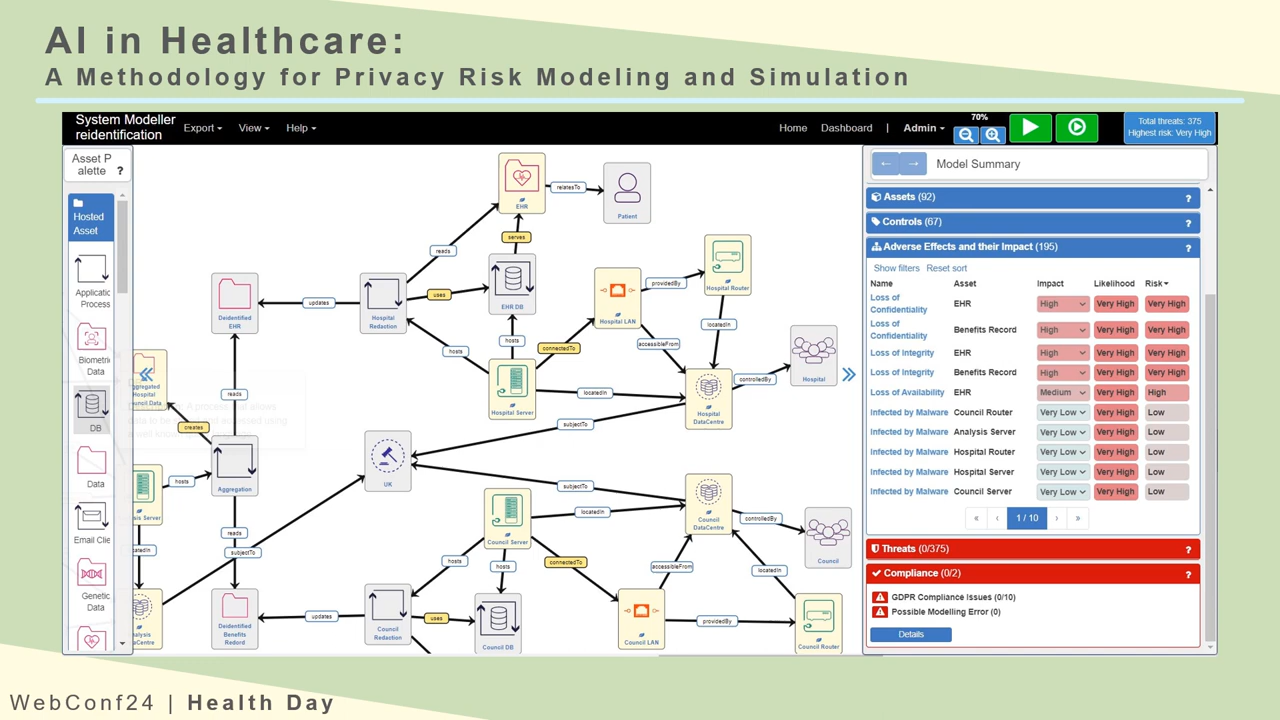 AI in Healthcare:
A Methodology for Privacy Risk Modeling and Simulation
System Modeller
reidentification
Export
View
Help
Home
Dashboard
|
Admin
70%
Total threats: 375
Highest risk: Very High
Asset P
alette
?
Hosted
Asset
Applicatic
Process
Biometri
Data
DB
Data
Email Clie
Genetic
Data
EHR
relatesTo
Patient
reads
serves
Deidentified
EHR
updates
Hospital
Redaction
uses
EHR DB
Hospital LAN
providedBy
Hospital Router
hosts
hosts
connectedTo
accessibleFrom
locatedIn
Hospital
controlledBy
Hospital Server
locatedIn
Hospital
DataCentre
reads
creates
Aggregation
hosts
subjectTo
UK
subjectTo
Council Server
locatedIn
Council
DataCentre
controlledBy
Council
reads
subjectTo
hosts
hosts
connectedTo
accessibleFrom
locatedIn
Deidentified
Benefits
Record
updates
Council
Redaction
uses
Council DB
Council LAN
providedBy
Council Router
Model Summary
Assets (92)
?
Controls (67)
?
Adverse Effects and their Impact (195)
?
Show filters Reset sort
Name Asset Impact Likelihood Risk
Loss of
Confidentiality
EHR High Very High Very High
Loss of
Confidentiality
Benefits Record High Very High Very High
Loss of Integrity EHR High Very High Very High
Loss of Integrity Benefits Record High Very High Very High
Loss of Availability EHR Medium Very High High
Infected by Malware Council Router Very Low Very High Low
Infected by Malware Analysis Server Very Low Very High Low
Infected by Malware Hospital Router Very Low Very High Low
Infected by Malware Hospital Server Very Low Very High Low
Infected by Malware Council Server Very Low Very High Low
« ‹ 1 / 10 › »
Threats (0/375)
?
Compliance (0/2)
?
GDPR Compliance Issues (0/10)
Possible Modelling Error (0)
Details
WebConf24 | Health Day